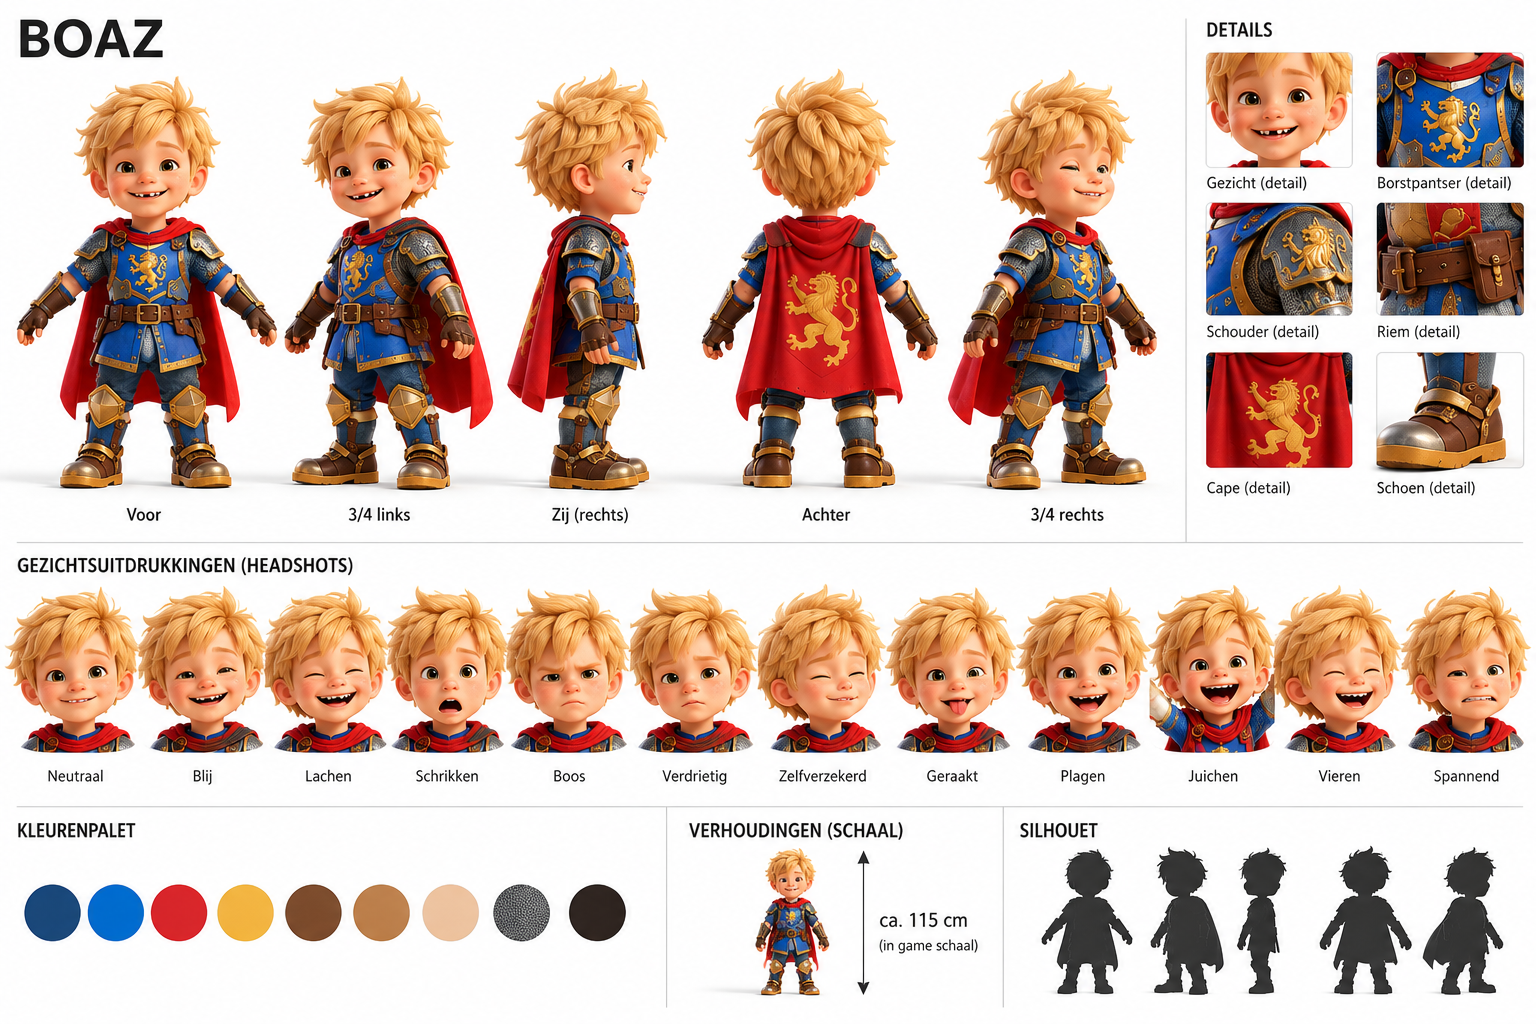 BOAZ
Voor
3/4 links
Zij (rechts)
Achter
3/4 rechts
DETAILS
Gezicht (detail)
Borstpantser (detail)
Schouder (detail)
Riem (detail)
Cape (detail)
Schoen (detail)
GEZICHTSUITDRUKKINGEN (HEADSHOTS)
Neutraal
Blij
Lachen
Schrikken
Boos
Verdrietig
Zelfverzekerd
Geraakt
Plagen
Juichen
Vieren
Spannend
KLEURENPALET
VERHOUDINGEN (SCHAAL)
ca. 115 cm
(in game schaal)
SILHOUET